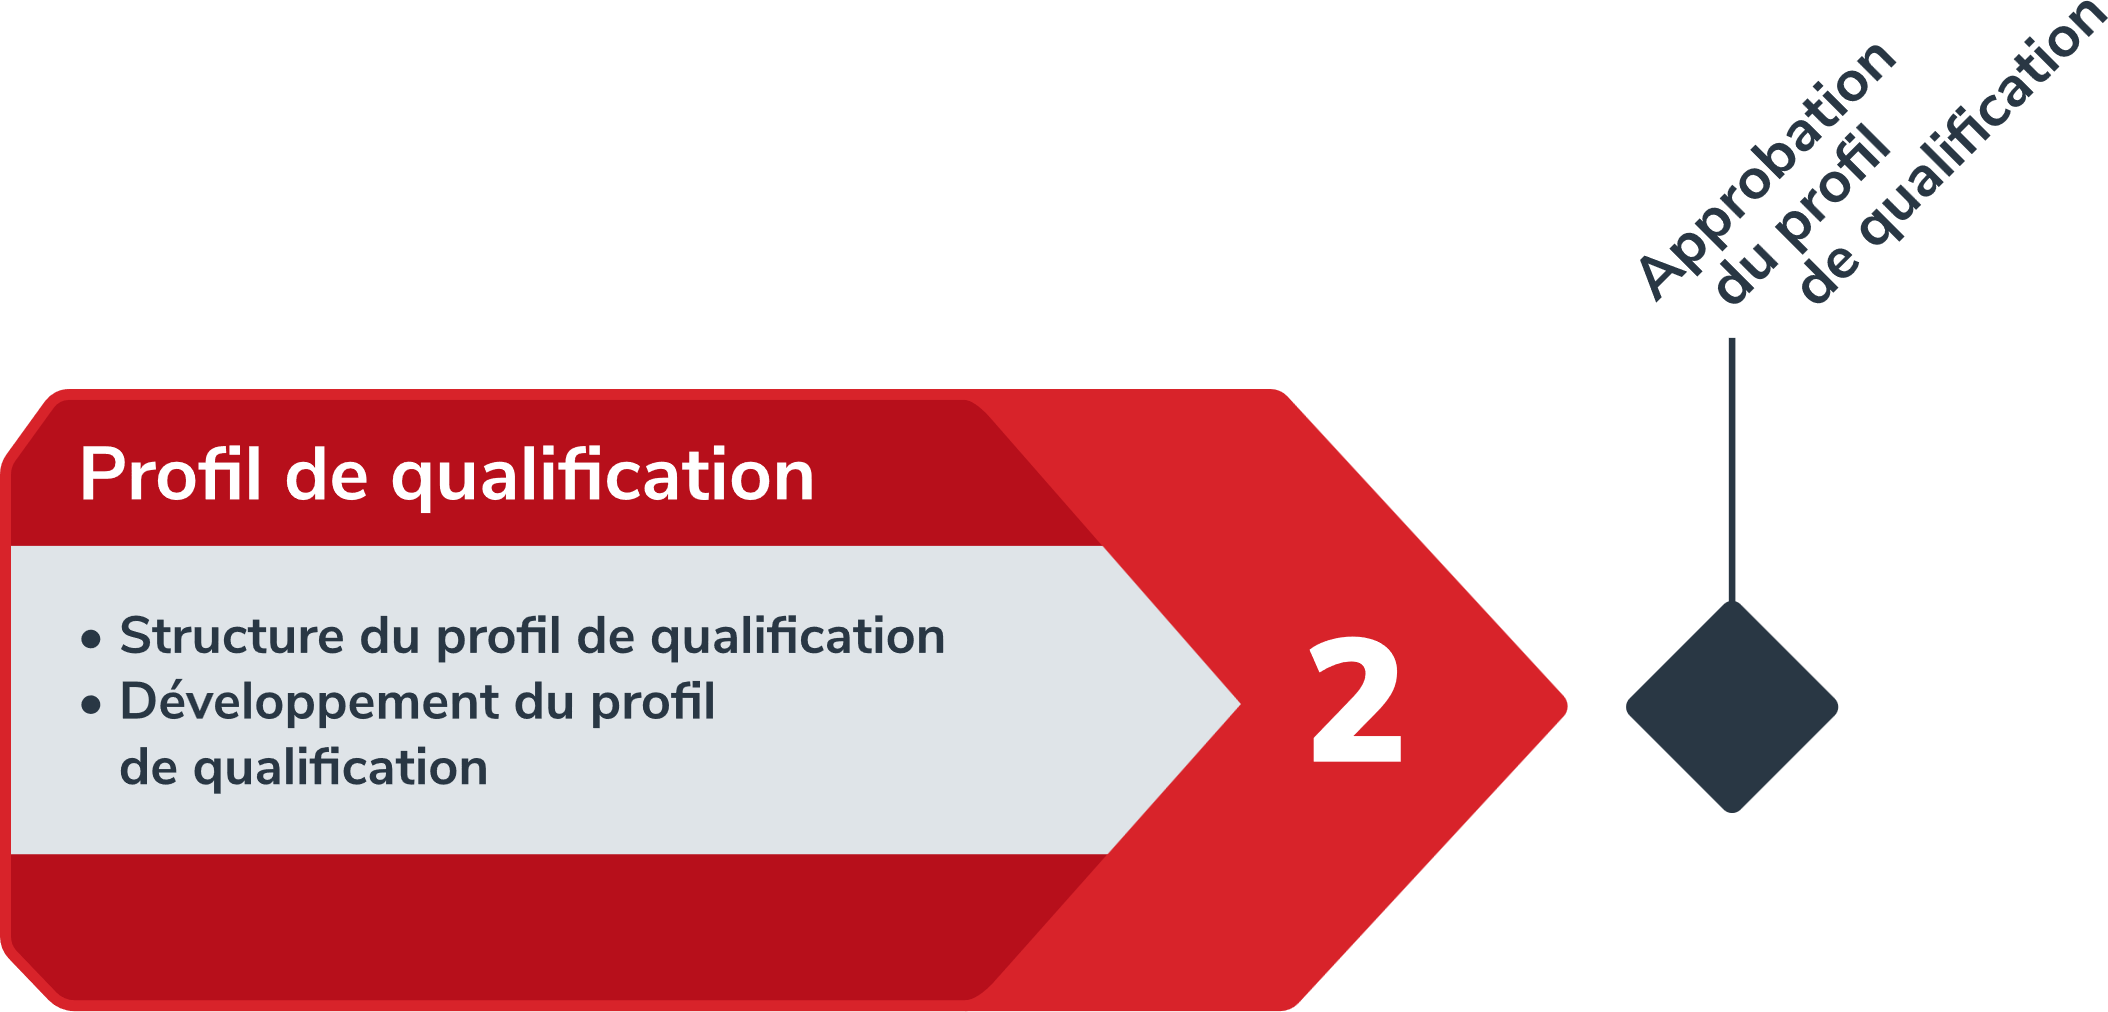 Approbation
du profil
de qualification
Profil de qualification
• Structure du profil de qualification
• Développement du profil
de qualification
2